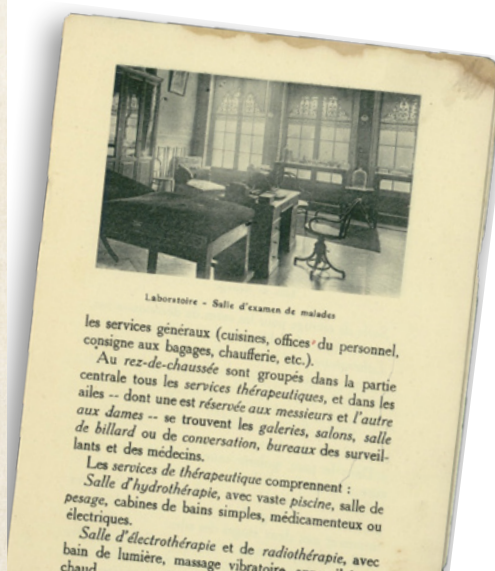 Laboratoire - Salle d'examen de malades
les services généraux (cuisines, offices du personnel,
consigne aux bagages, chaufferie, etc.).
Au rez-de-chaussée sont groupés dans la partie
centrale tous les services thérapeutiques, et dans les
ailes -- dont une est réservée aux messieurs et l'autre
aux dames -- se trouvent les galeries, salons, salle
de billard ou de conversation, bureaux des surveil-
lants et des médecins.
Les services de thérapeutique comprennent :
Salle d'hydrothérapie, avec vaste piscine, salle de
pesage, cabines de bains simples, médicamenteux ou
électriques.
Salle d'électrothérapie et de radiothérapie, avec
bain de lumière, massage vibratoire,
chaud